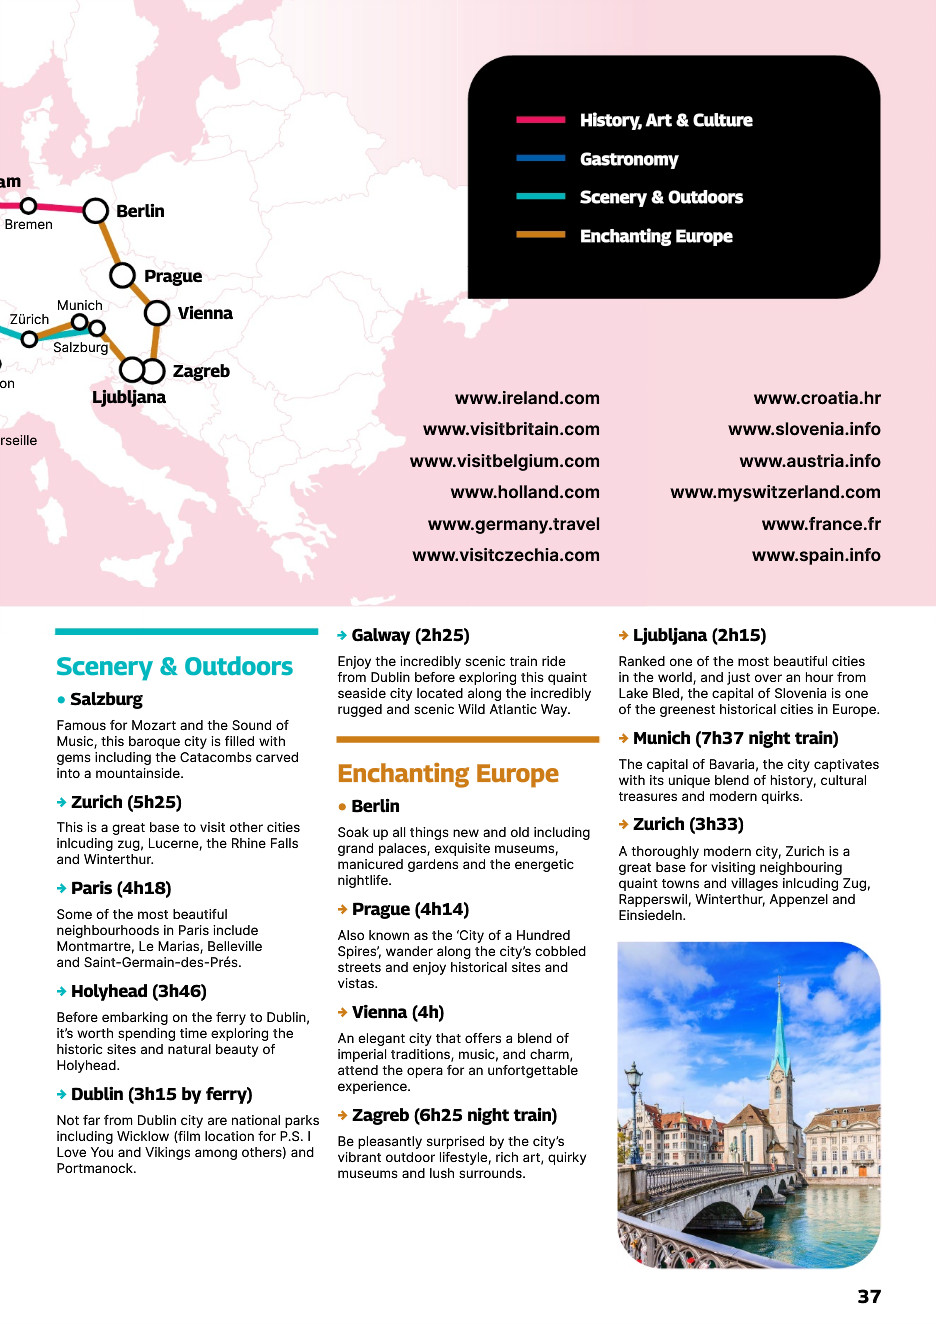 History, Art & Culture
Gastronomy
Scenery & Outdoors
Enchanting Europe
am
Bremen
Berlin
Prague
Munich
Zürich
Vienna
Salzburg
Zagreb
on
Ljubljana
rseille
www.ireland.com
www.visitbritain.com
www.visitbelgium.com
www.holland.com
www.germany.travel
www.visitczechia.com
www.croatia.hr
www.slovenia.info
www.austria.info
www.myswitzerland.com
www.france.fr
www.spain.info
Scenery & Outdoors
• Salzburg
Famous for Mozart and the Sound of
Music, this baroque city is filled with
gems including the Catacombs carved
into a mountainside.
→ Zurich (5h25)
This is a great base to visit other cities
inlcuding zug, Lucerne, the Rhine Falls
and Winterthur.
→ Paris (4h18)
Some of the most beautiful
neighbourhoods in Paris include
Montmartre, Le Marias, Belleville
and Saint-Germain-des-Prés.
→ Holyhead (3h46)
Before embarking on the ferry to Dublin,
it's worth spending time exploring the
historic sites and natural beauty of
Holyhead.
→ Dublin (3h15 by ferry)
Not far from Dublin city are national parks
including Wicklow (film location for P.S. I
Love You and Vikings among others) and
Portmanock.
→ Galway (2h25)
Enjoy the incredibly scenic train ride
from Dublin before exploring this quaint
seaside city located along the incredibly
rugged and scenic Wild Atlantic Way.
Enchanting Europe
• Berlin
Soak up all things new and old including
grand palaces, exquisite museums,
manicured gardens and the energetic
nightlife.
→ Prague (4h14)
Also known as the ‘City of a Hundred
Spires’, wander along the city’s cobbled
streets and enjoy historical sites and
vistas.
→ Vienna (4h)
An elegant city that offers a blend of
imperial traditions, music, and charm,
attend the opera for an unfortgettable
experience.
→ Zagreb (6h25 night train)
Be pleasantly surprised by the city’s
vibrant outdoor lifestyle, rich art, quirky
museums and lush surrounds.
→ Ljubljana (2h15)
Ranked one of the most beautiful cities
in the world, and just over an hour from
Lake Bled, the capital of Slovenia is one
of the greenest historical cities in Europe.
→ Munich (7h37 night train)
The capital of Bavaria, the city captivates
with its unique blend of history, cultural
treasures and modern quirks.
→ Zurich (3h33)
A thoroughly modern city, Zurich is a
great base for visiting neighbouring
quaint towns and villages inlcuding Zug,
Rapperswil, Winterthur, Appenzel and
Einsiedeln.
37